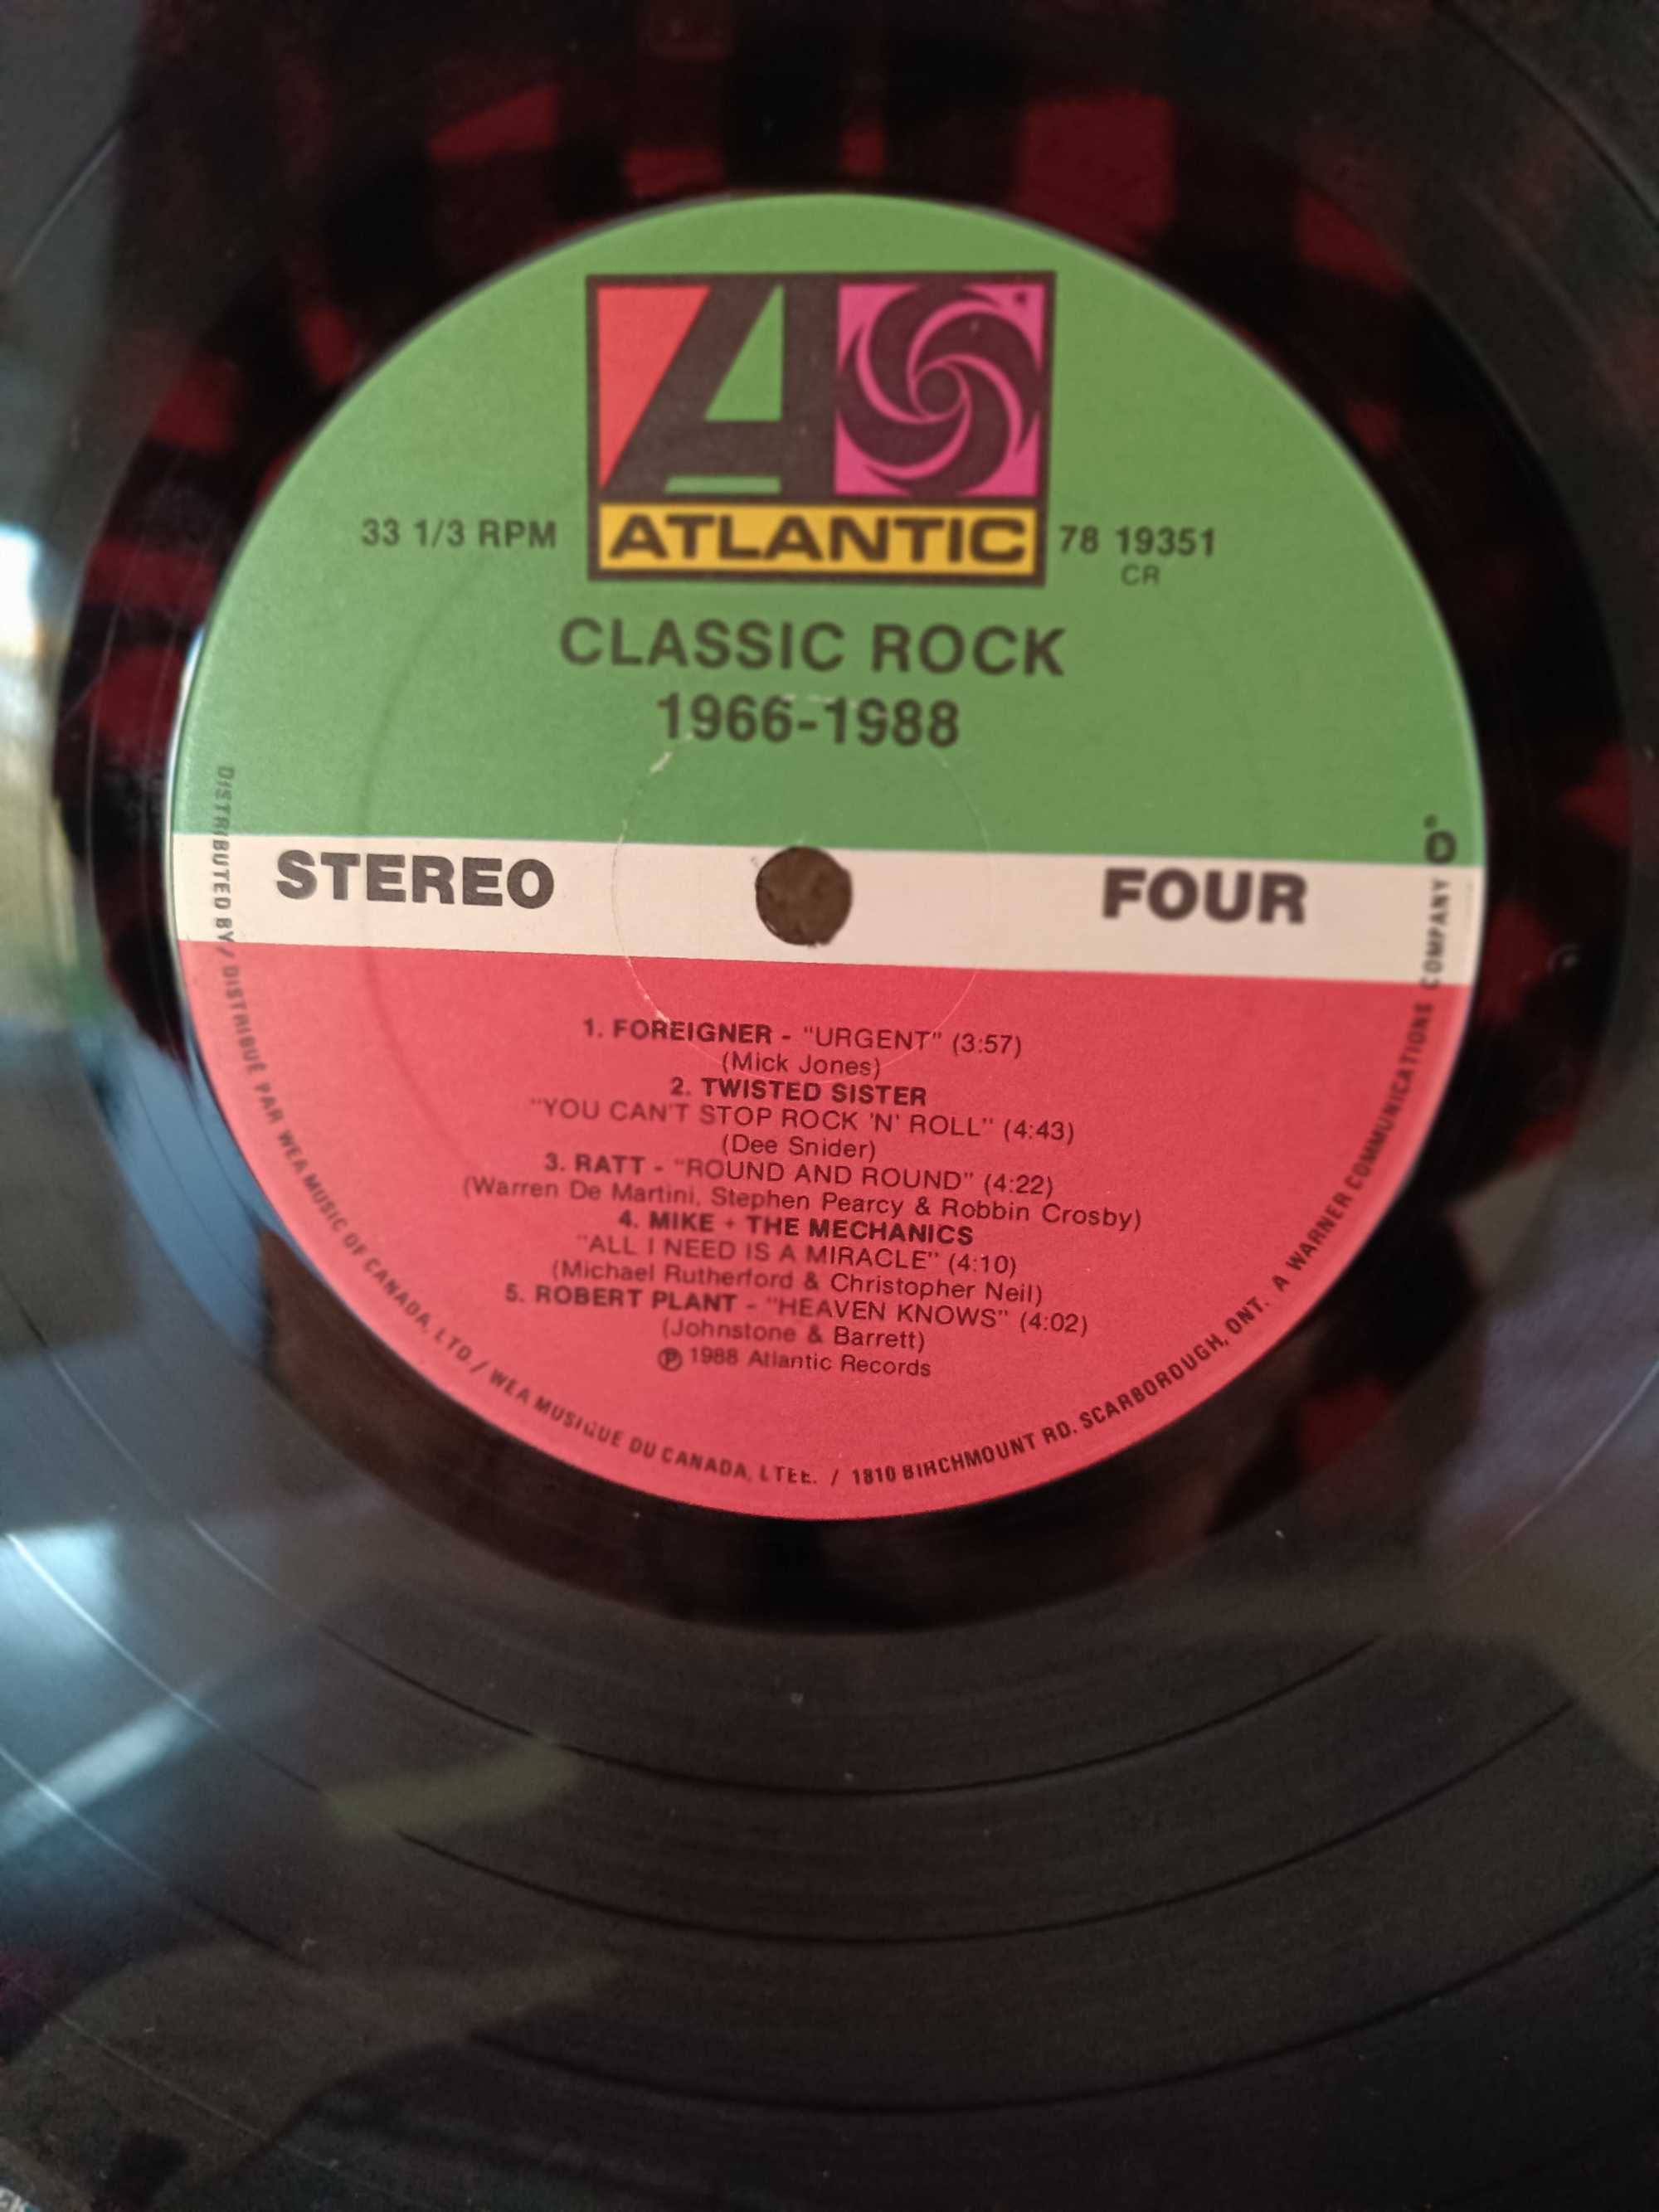 ATLANTIC
33 1/3 RPM
78 19351
CR
CLASSIC ROCK
1966-1988
STEREO
FOUR
1. FOREIGNER - "URGENT" (3:57)
(Mick Jones)
2. TWISTED SISTER
"YOU CAN'T STOP ROCK 'N' ROLL" (4:43)
(Dee Snider)
3. RATT - "ROUND AND ROUND" (4:22)
(Warren De Martini, Stephen Pearcy & Robbin Crosby)
4. MIKE + THE MECHANICS
"ALL I NEED IS A MIRACLE" (4:10)
(Michael Rutherford & Christopher Neil)
5. ROBERT PLANT - "HEAVEN KNOWS" (4:02)
(Johnstone & Barrett)
Ⓟ 1988 Atlantic Records
DISTRIBUTED BY / DISTRIBUÉ PAR WEA MUSIC OF CANADA, LTD / WEA MUSIQUE DU CANADA, LTEE. / 1810 BIRCHMOUNT RD. SCARBOROUGH, ONT. A WARNER COMMUNICATIONS COMPANY